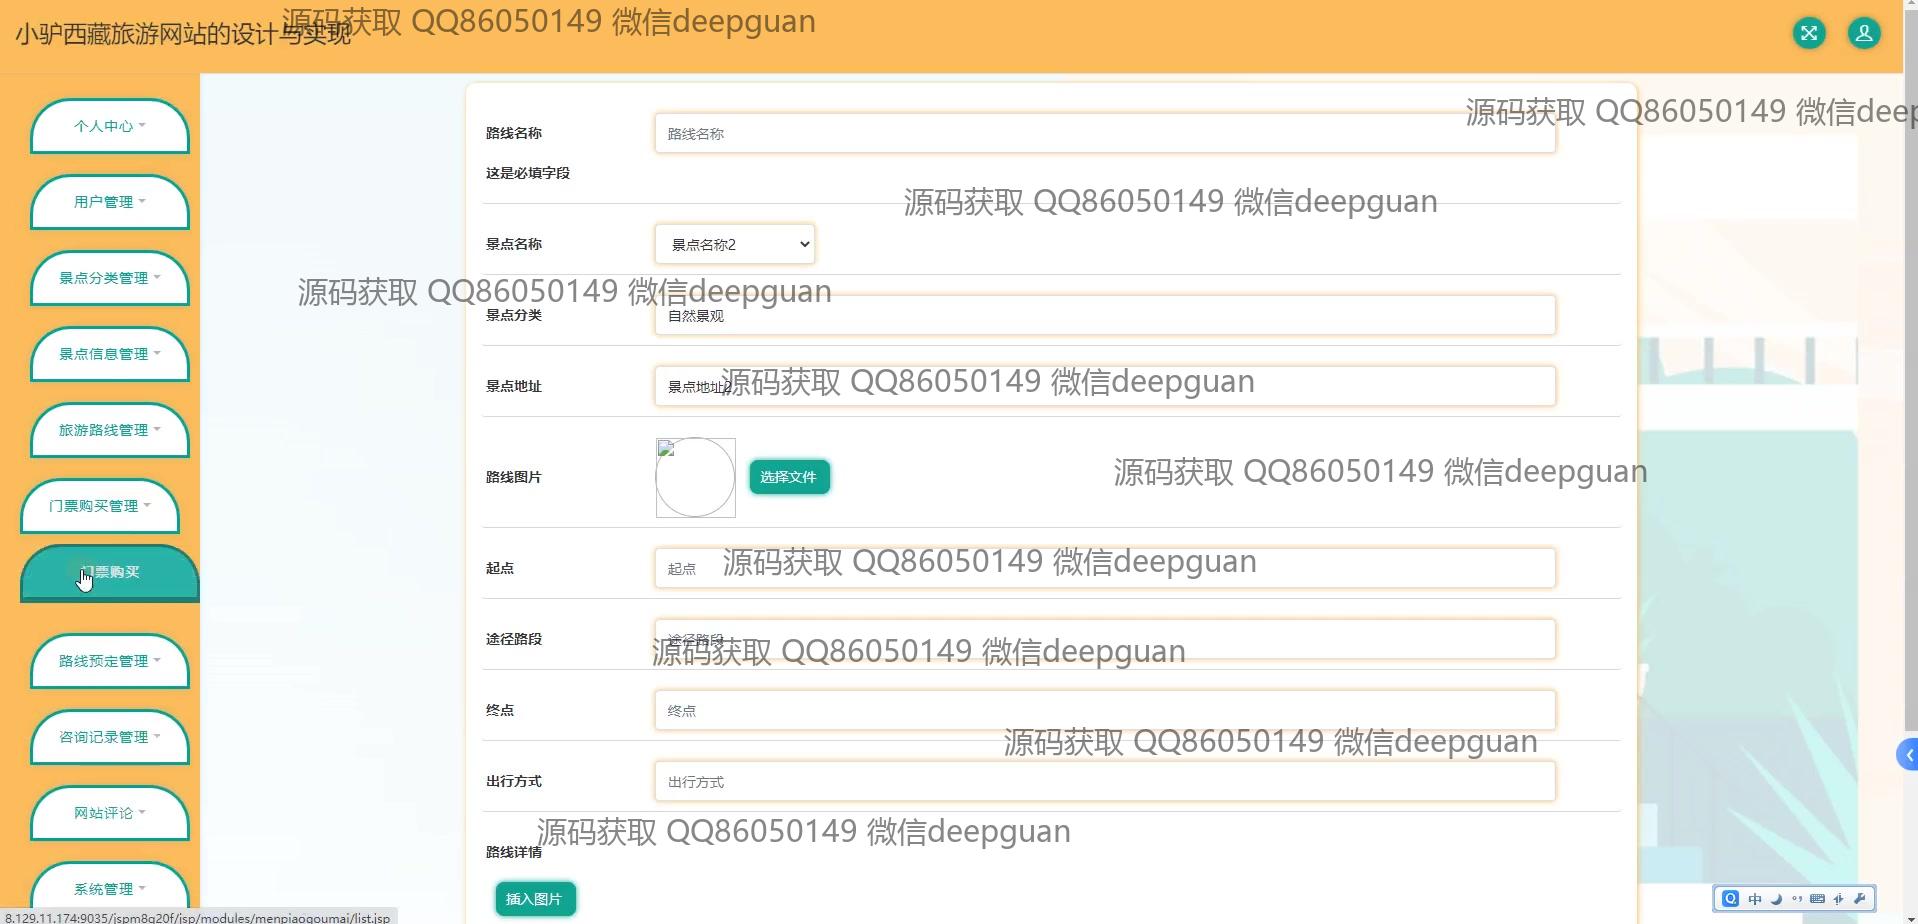 小驴西藏旅游网站的设计与实现
源码获取 QQ86050149 微信deepguan
源码获取 QQ86050149 微信deep
个人中心
用户管理
景点分类管理
景点信息管理
旅游路线管理
门票购买管理
门票购买
路线预定管理
咨询记录管理
网站评论
系统管理
路线名称
路线名称
这是必填字段
源码获取 QQ86050149 微信deepguan
景点名称
景点名称2
源码获取 QQ86050149 微信deepguan
景点分类
自然景观
景点地址
景点地址2
源码获取 QQ86050149 微信deepguan
路线图片
选择文件
源码获取 QQ86050149 微信deepguan
起点
起点
源码获取 QQ86050149 微信deepguan
途径路段
途径路段
源码获取 QQ86050149 微信deepguan
终点
终点
源码获取 QQ86050149 微信deepguan
出行方式
出行方式
源码获取 QQ86050149 微信deepguan
路线详情
插入图片
中
8.129.11.174:9035/jspm8q20f/jsp/modules/menpiaogoumai/list.jsp